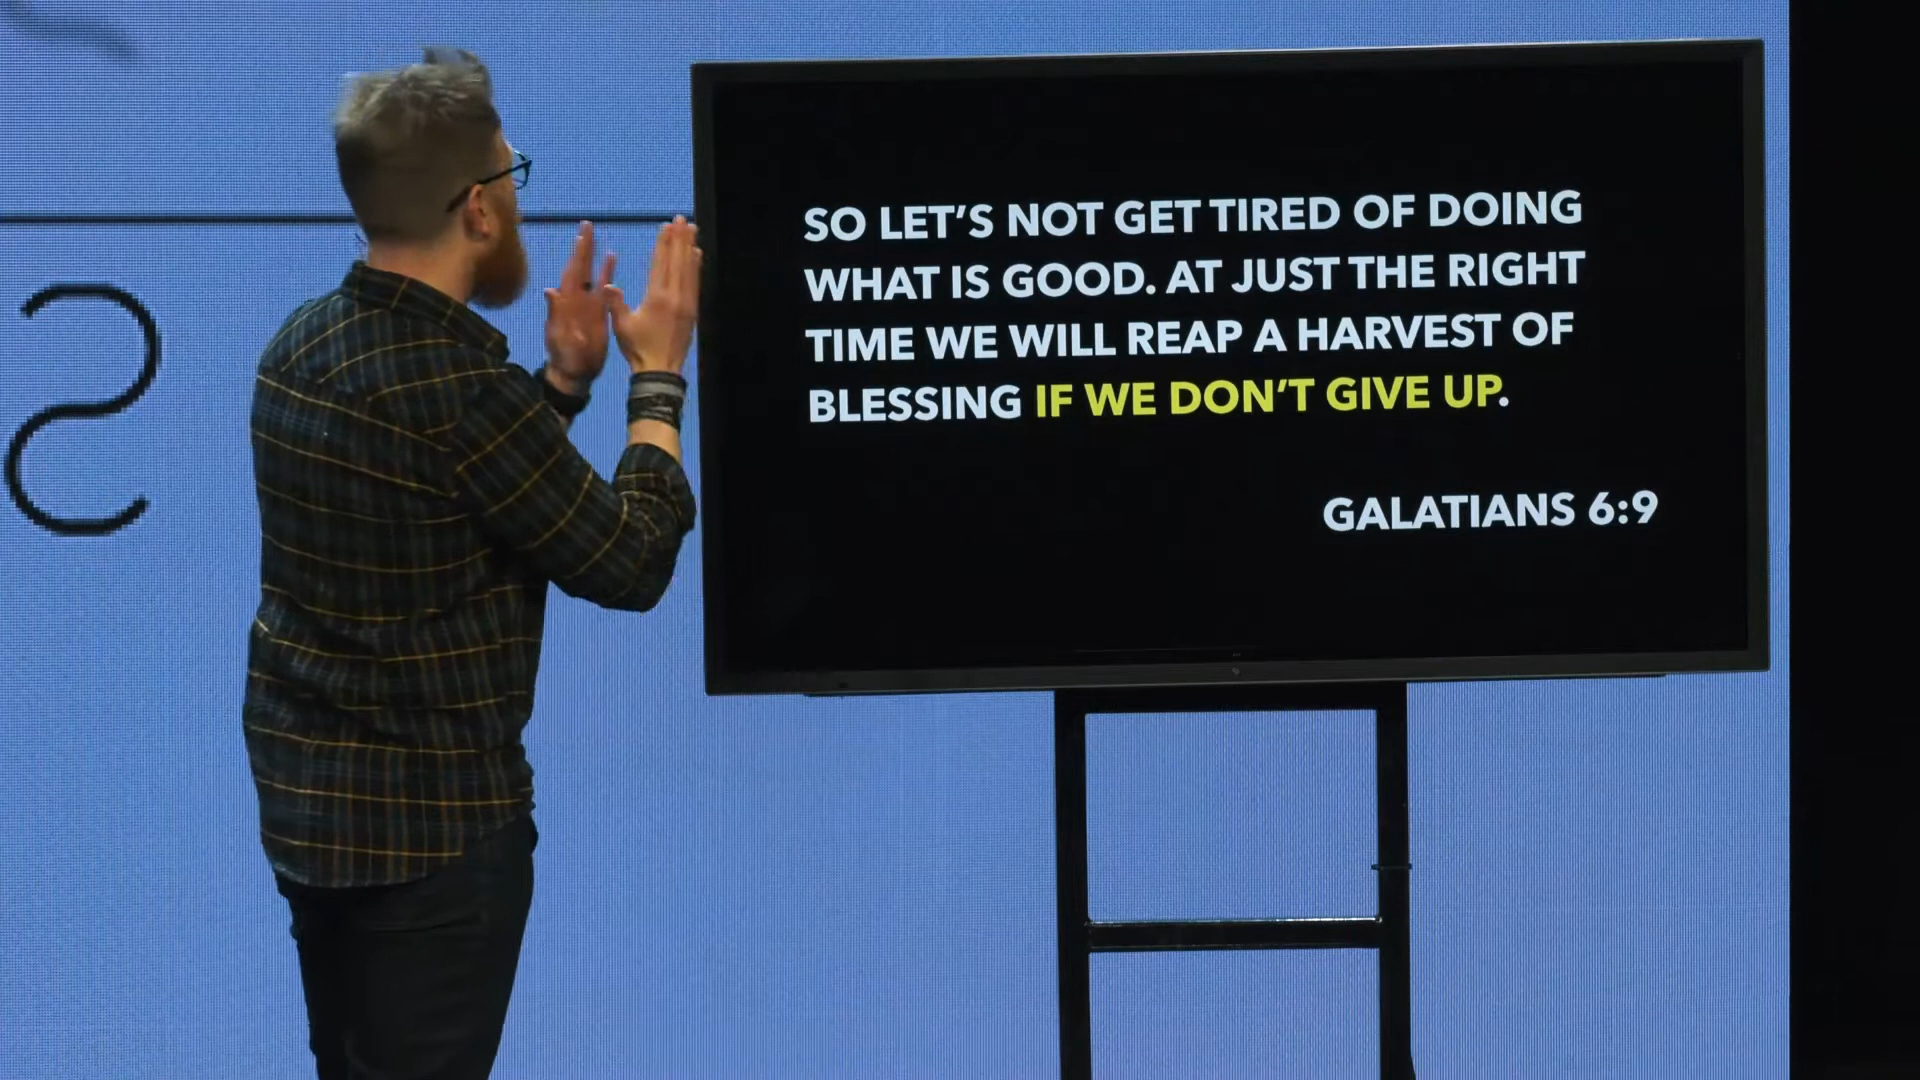 SO LET'S NOT GET TIRED OF DOING
WHAT IS GOOD. AT JUST THE RIGHT
TIME WE WILL REAP A HARVEST OF
BLESSING IF WE DON'T GIVE UP.
GALATIANS 6:9
S